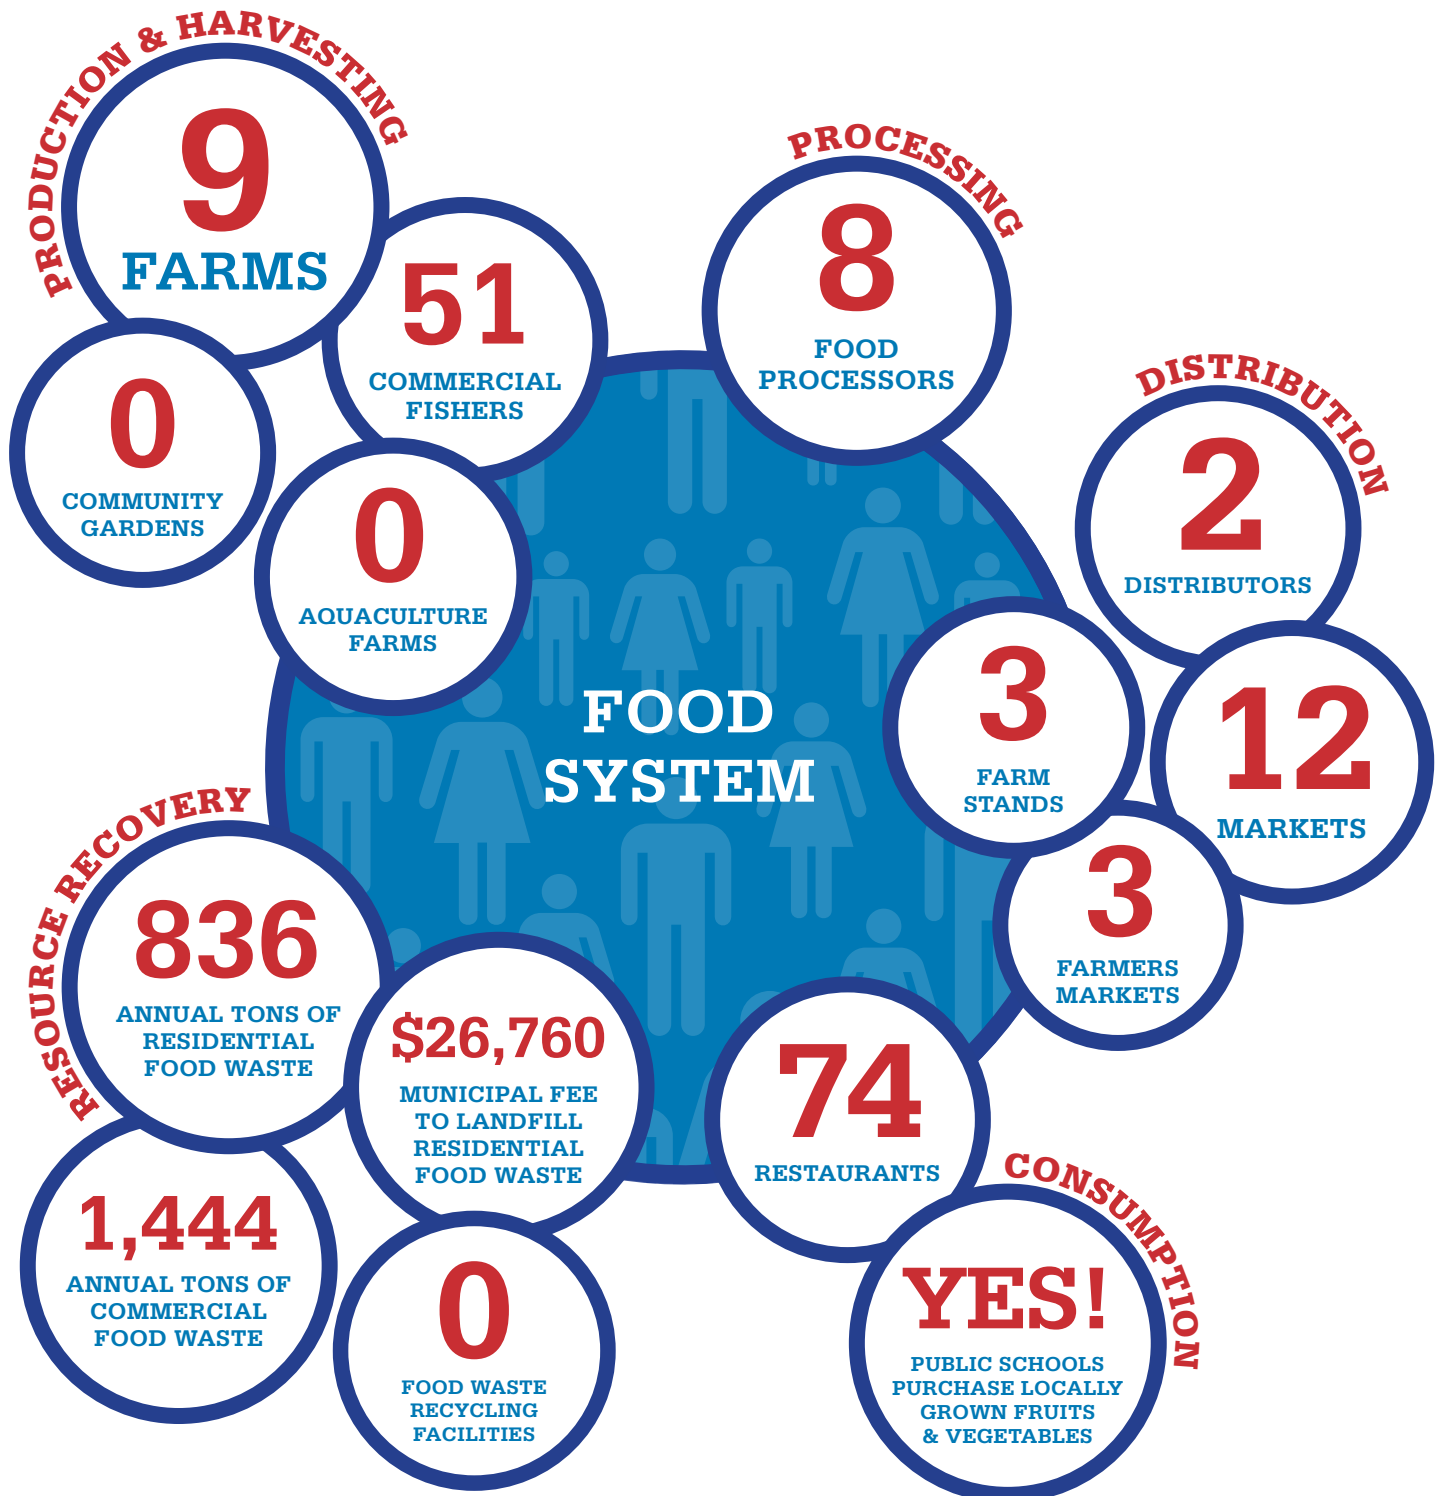 PRODUCTION & HARVESTING
9
FARMS
51
COMMERCIAL
FISHERS
0
COMMUNITY
GARDENS
0
AQUACULTURE
FARMS
PROCESSING
8
FOOD
PROCESSORS
DISTRIBUTION
2
DISTRIBUTORS
3
FARM
STANDS
12
MARKETS
3
FARMERS
MARKETS
FOOD
SYSTEM
RESOURCE RECOVERY
836
ANNUAL TONS OF
RESIDENTIAL
FOOD WASTE
$26,760
MUNICIPAL FEE
TO LANDFILL
RESIDENTIAL
FOOD WASTE
1,444
ANNUAL TONS OF
COMMERCIAL
FOOD WASTE
0
FOOD WASTE
RECYCLING
FACILITIES
74
RESTAURANTS
CONSUMPTION
YES!
PUBLIC SCHOOLS
PURCHASE LOCALLY
GROWN FRUITS
& VEGETABLES